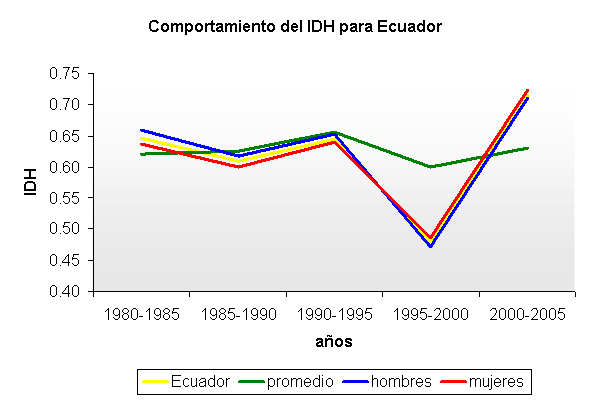 Comportamiento del IDH para Ecuador
0.75
0.70
0.65
0.60
0.55
0.50
0.45
0.40
IDH
1980-1985 1985-1990 1990-1995 1995-2000 2000-2005
años
Ecuador promedio hombres mujeres